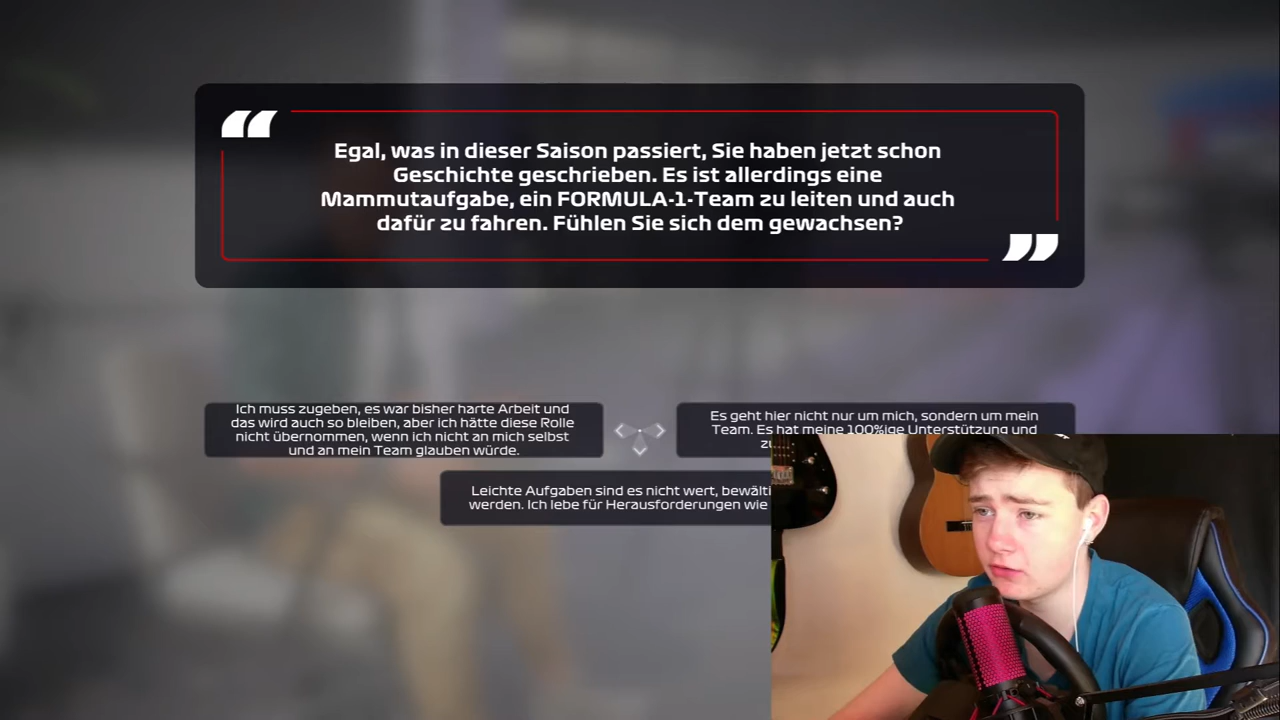 Egal, was in dieser Saison passiert, Sie haben jetzt schon
Geschichte geschrieben. Es ist allerdings eine
Mammutaufgabe, ein FORMULA-1-Team zu leiten und auch
dafür zu fahren. Fühlen Sie sich dem gewachsen?
Ich muss zugeben, es war bisher harte Arbeit und
das wird auch so bleiben, aber ich hätte diese Rolle
nicht übernommen, wenn ich nicht an mich selbst
und an mein Team glauben würde.
Es geht hier nicht nur um mich, sondern um mein
Team. Es hat meine 100%ige Unterstützung und
Leichte Aufgaben sind es nicht wert,
werden. Ich lebe für Herausforderungen wie